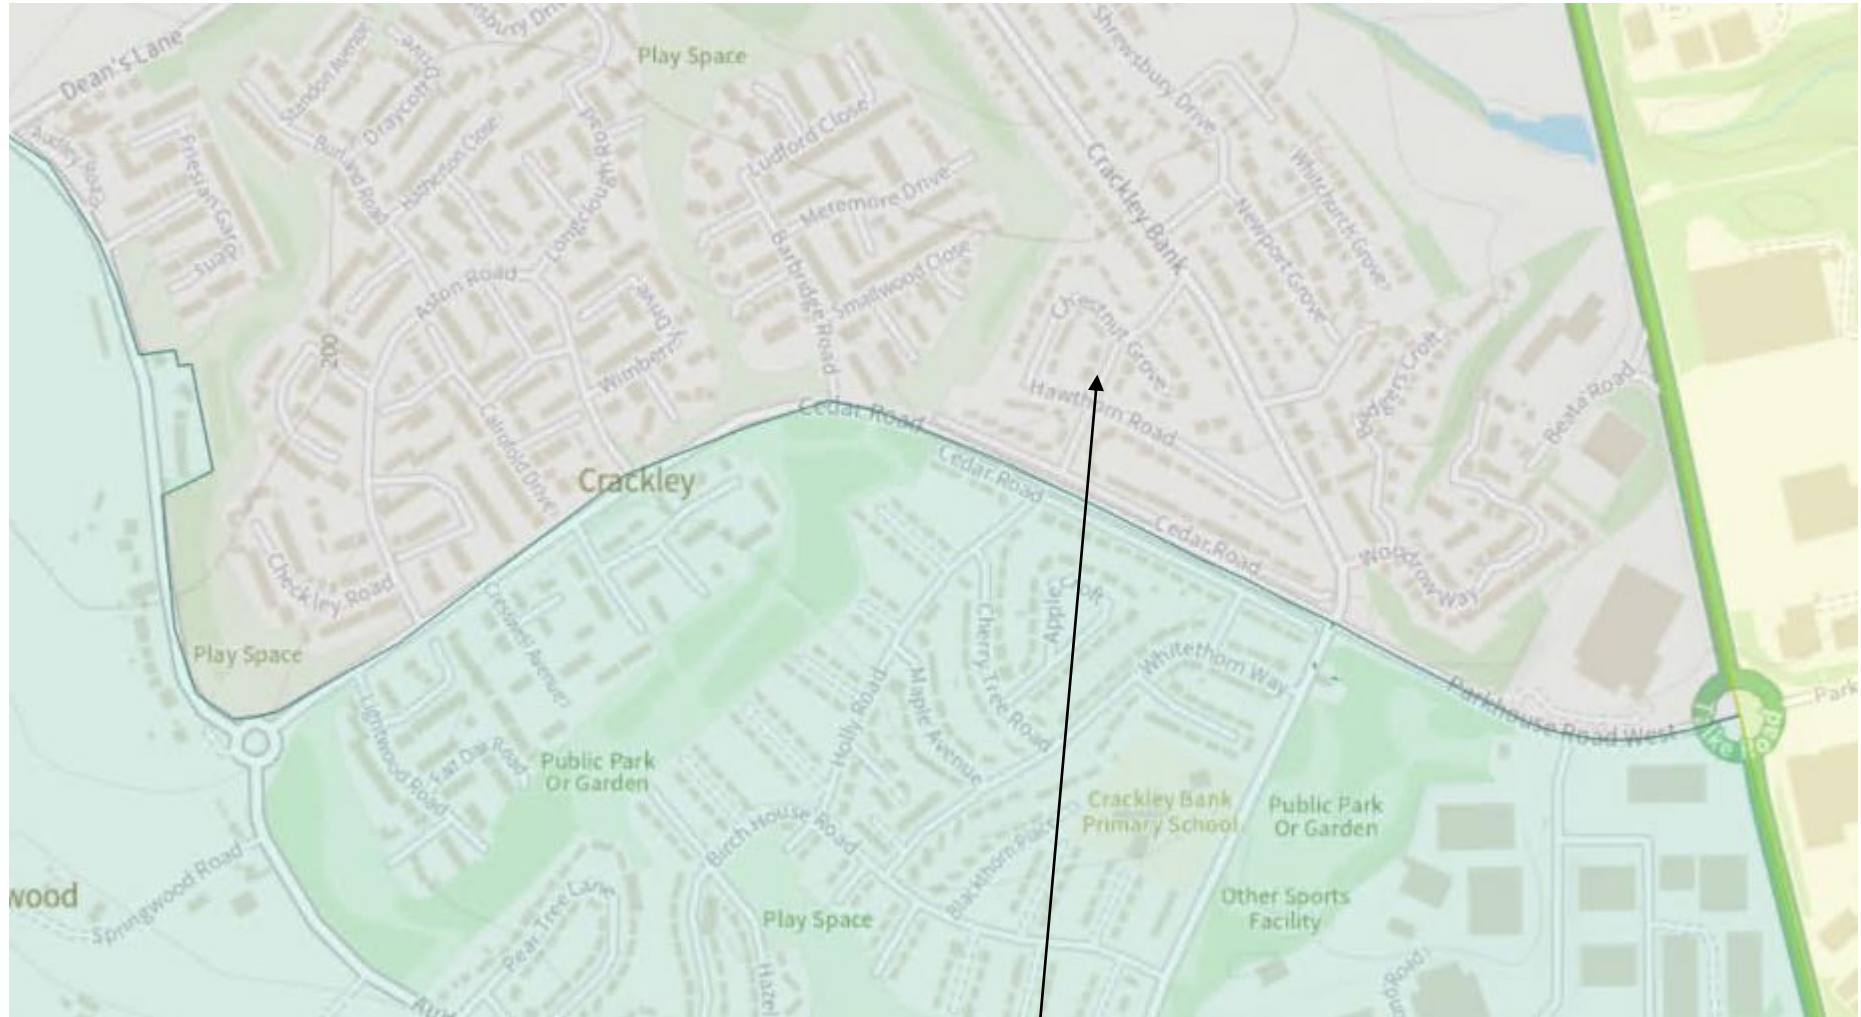 Dean's Lane
Standon Avenue
Draycott Drive
Play Space
Shrewsbury Drive
Audley Road
Friesian Gardens
Burland Road
Hatherton Close
Longclough Road
Ludford Close
Meremore Drive
Crackley Bank
Whitchurch Grove
Newport Grove
Aston Road
Barbridge Road
Smallwood Close
Chestnut Grove
200
Wimberry Drive
Hawthorn Road
Badgers Croft
Beata Road
Cedar Road
Cedar Road
Cedar Road
Crackley
Woodrow Way
Checkley Road
Creswell Avenue
Apple Croft
Cherry Tree Road
Whitethorn Way
Play Space
Lightwood Road
Holly Road
Maple Avenue
Parkhouse Road West
Park
Public Park
Or Garden
Crackley Bank
Primary School
Public Park
Or Garden
Birch House Road
Springwood Road
wood
Play Space
Other Sports
Facility
Pear Tree Lane
Hazel